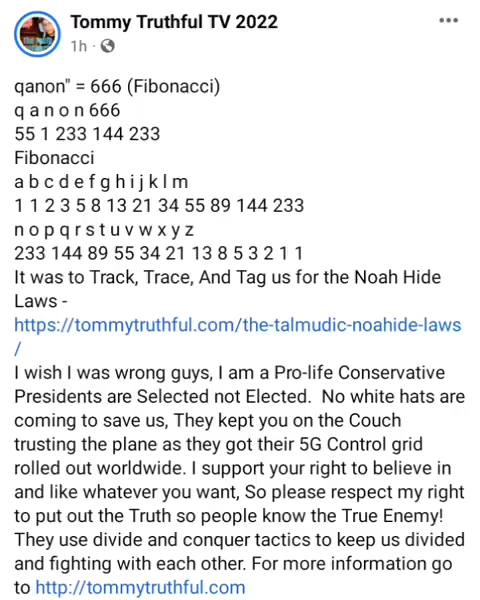 Tommy Truthful TV 2022
1h ·
qanon" = 666 (Fibonacci)
q a n o n 666
55 1 233 144 233
Fibonacci
a b c d e f g h i j k l m
1 1 2 3 5 8 13 21 34 55 89 144 233
n o p q r s t u v w x y z
233 144 89 55 34 21 13 8 5 3 2 1 1
It was to Track, Trace, And Tag us for the Noah Hide
Laws -
https://tommytruthful.com/the-talmudic-noahide-laws
/
I wish I was wrong guys, I am a Pro-life Conservative
Presidents are Selected not Elected.  No white hats are
coming to save us, They kept you on the Couch
trusting the plane as they got their 5G Control grid
rolled out worldwide. I support your right to believe in
and like whatever you want, So please respect my right
to put out the Truth so people know the True Enemy!
They use divide and conquer tactics to keep us divided
and fighting with each other. For more information go
to http://tommytruthful.com